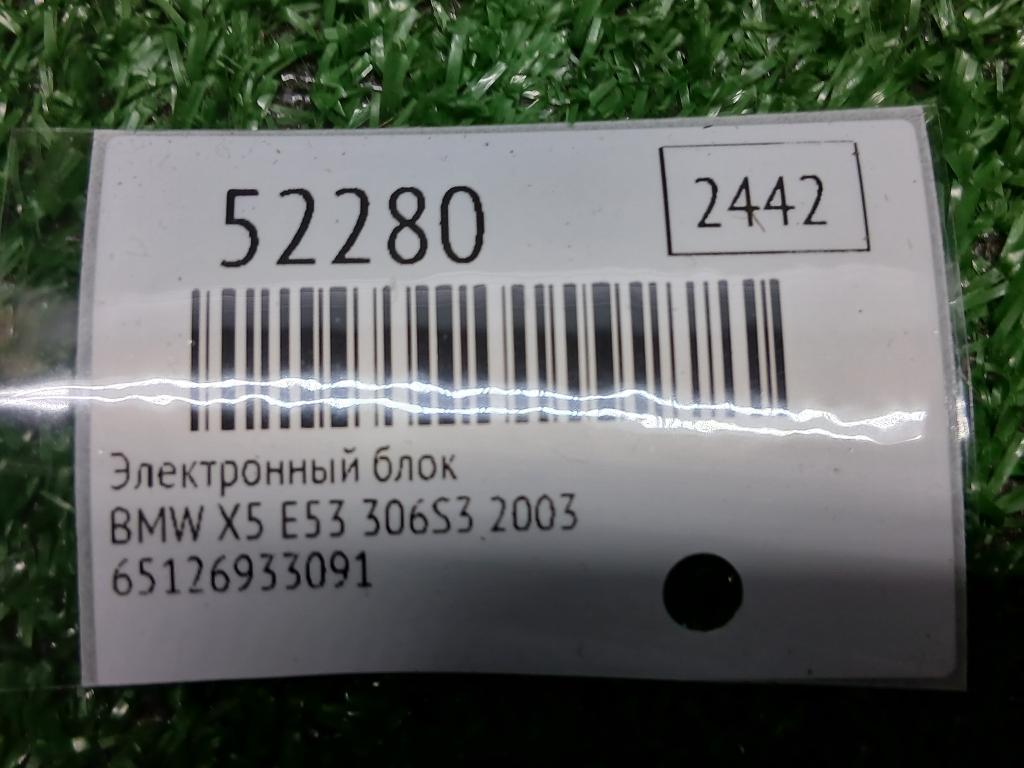 52280
2442
Электронный блок
BMW X5 E53 306S3 2003
65126933091